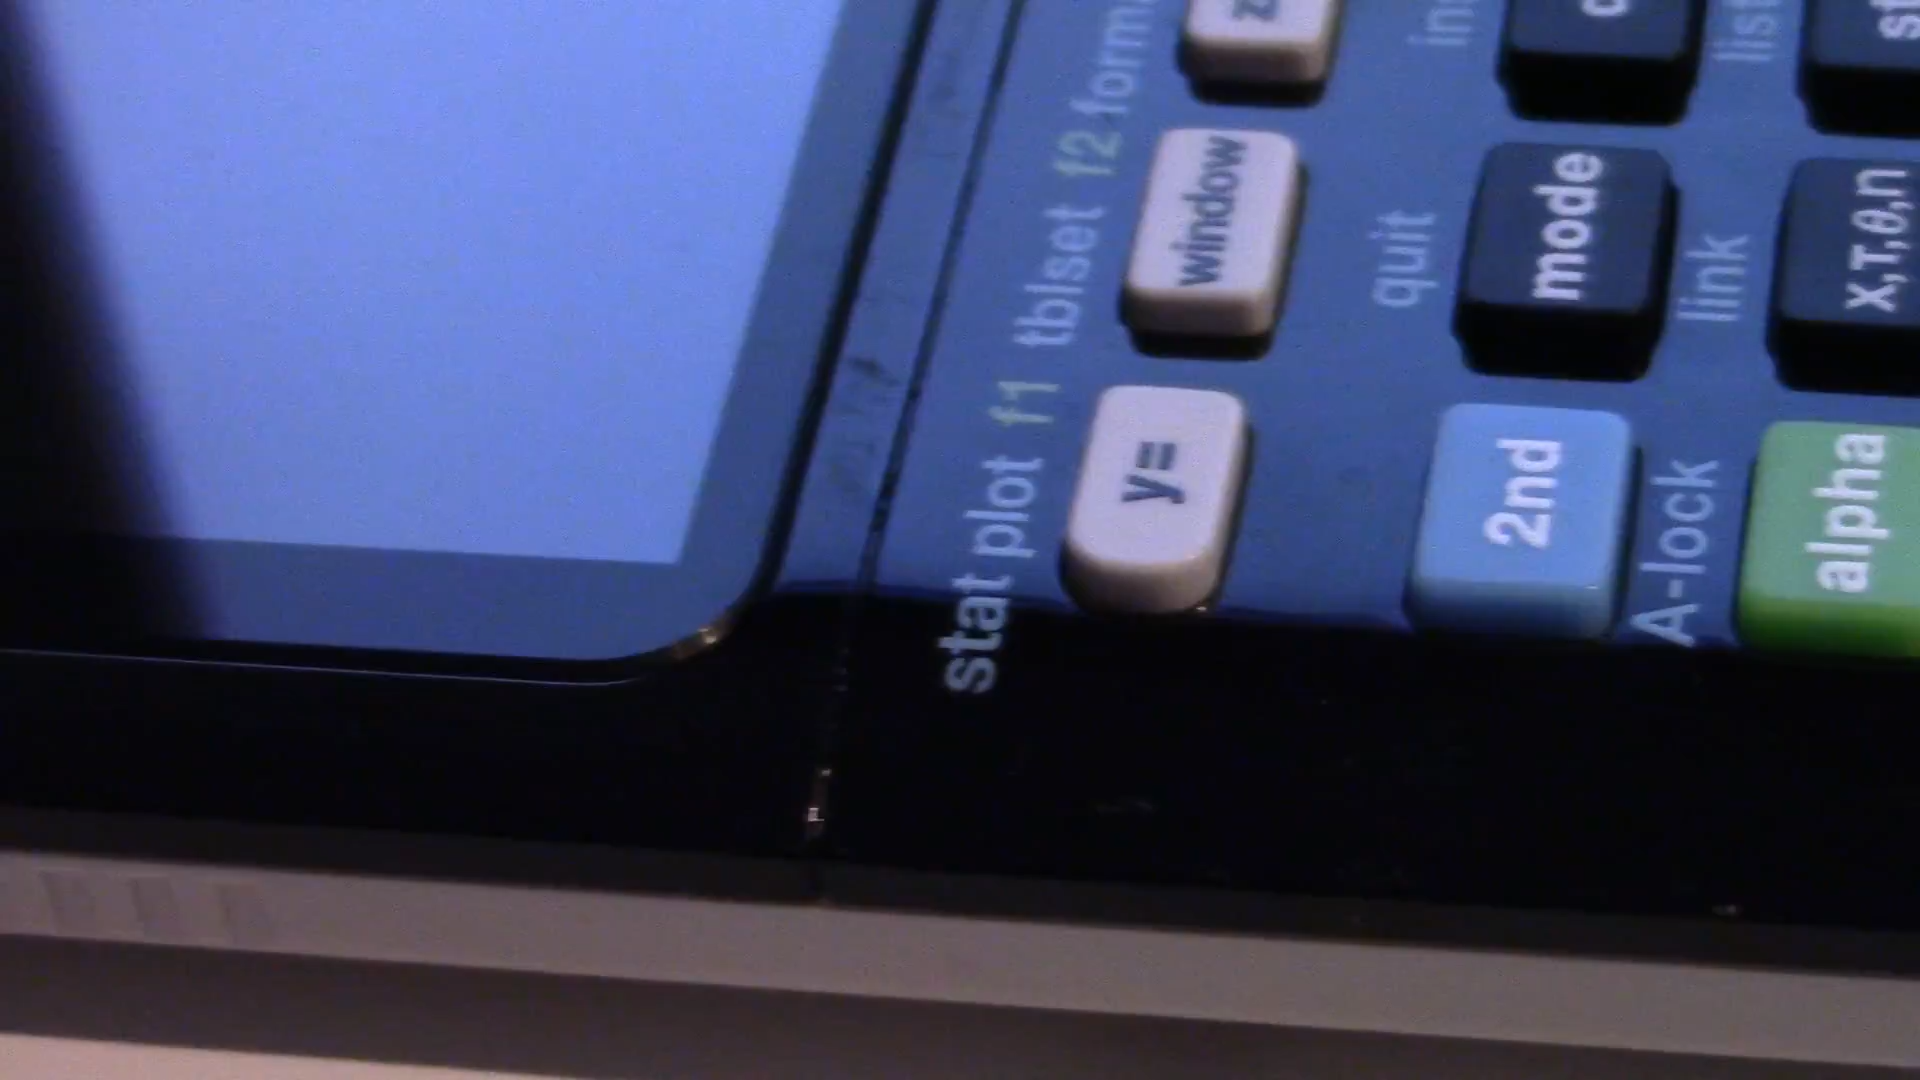 stat plot f1 tblset f2
y=
window
quit
2nd
mode
A-lock
link
alpha
X,T,θ,n